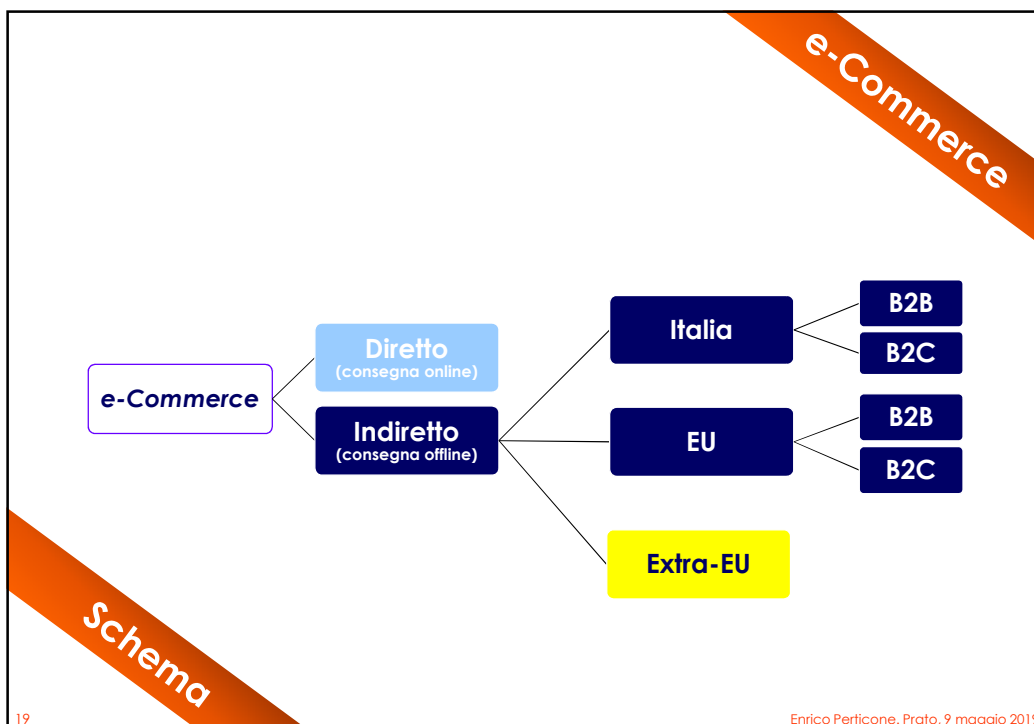 e-Commerce
e-Commerce
Diretto
(consegna online)
Indiretto
(consegna offline)
Italia
B2B
B2C
EU
B2B
B2C
Extra-EU
Schema
19
Enrico Perticone, Prato, 9 maggio 2019